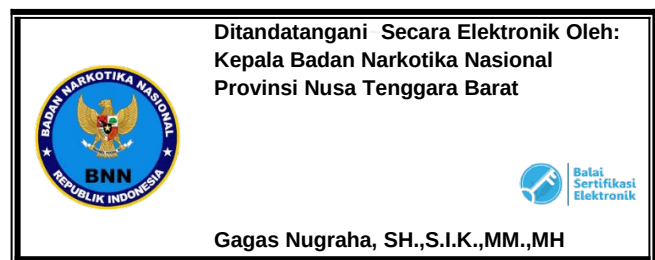 Ditandatangani Secara Elektronik Oleh:
Kepala Badan Narkotika Nasional
Provinsi Nusa Tenggara Barat
BADAN NARKOTIKA NASIONAL
BNN
REPUBLIK INDONESIA
Balai
Sertifikasi
Elektronik
Gagas Nugraha, SH.,S.I.K.,MM.,MH